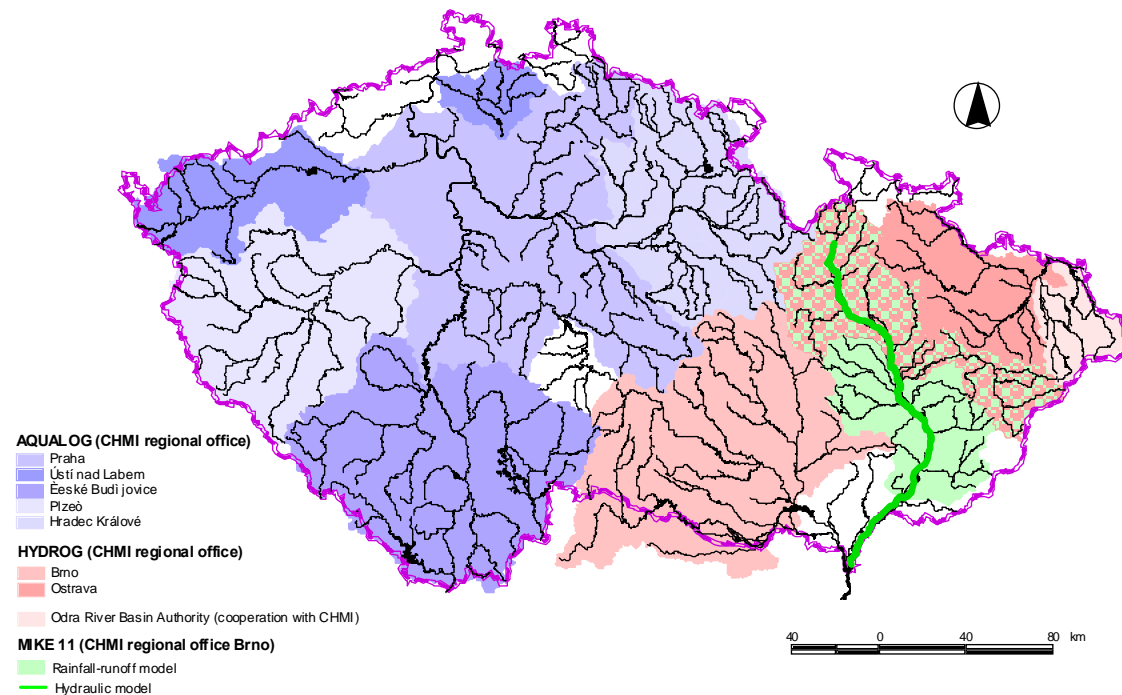 AQUALOG (CHMI regional office)
Praha
Ústí nad Labem
Èeské Budì jovice
Plzeò
Hradec Králové
HYDROG (CHMI regional office)
Brno
Ostrava
Odra River Basin Authority (cooperation with CHMI)
MIKE 11 (CHMI regional office Brno)
Rainfall-runoff model
Hydraulic model
40 0 40 80 km